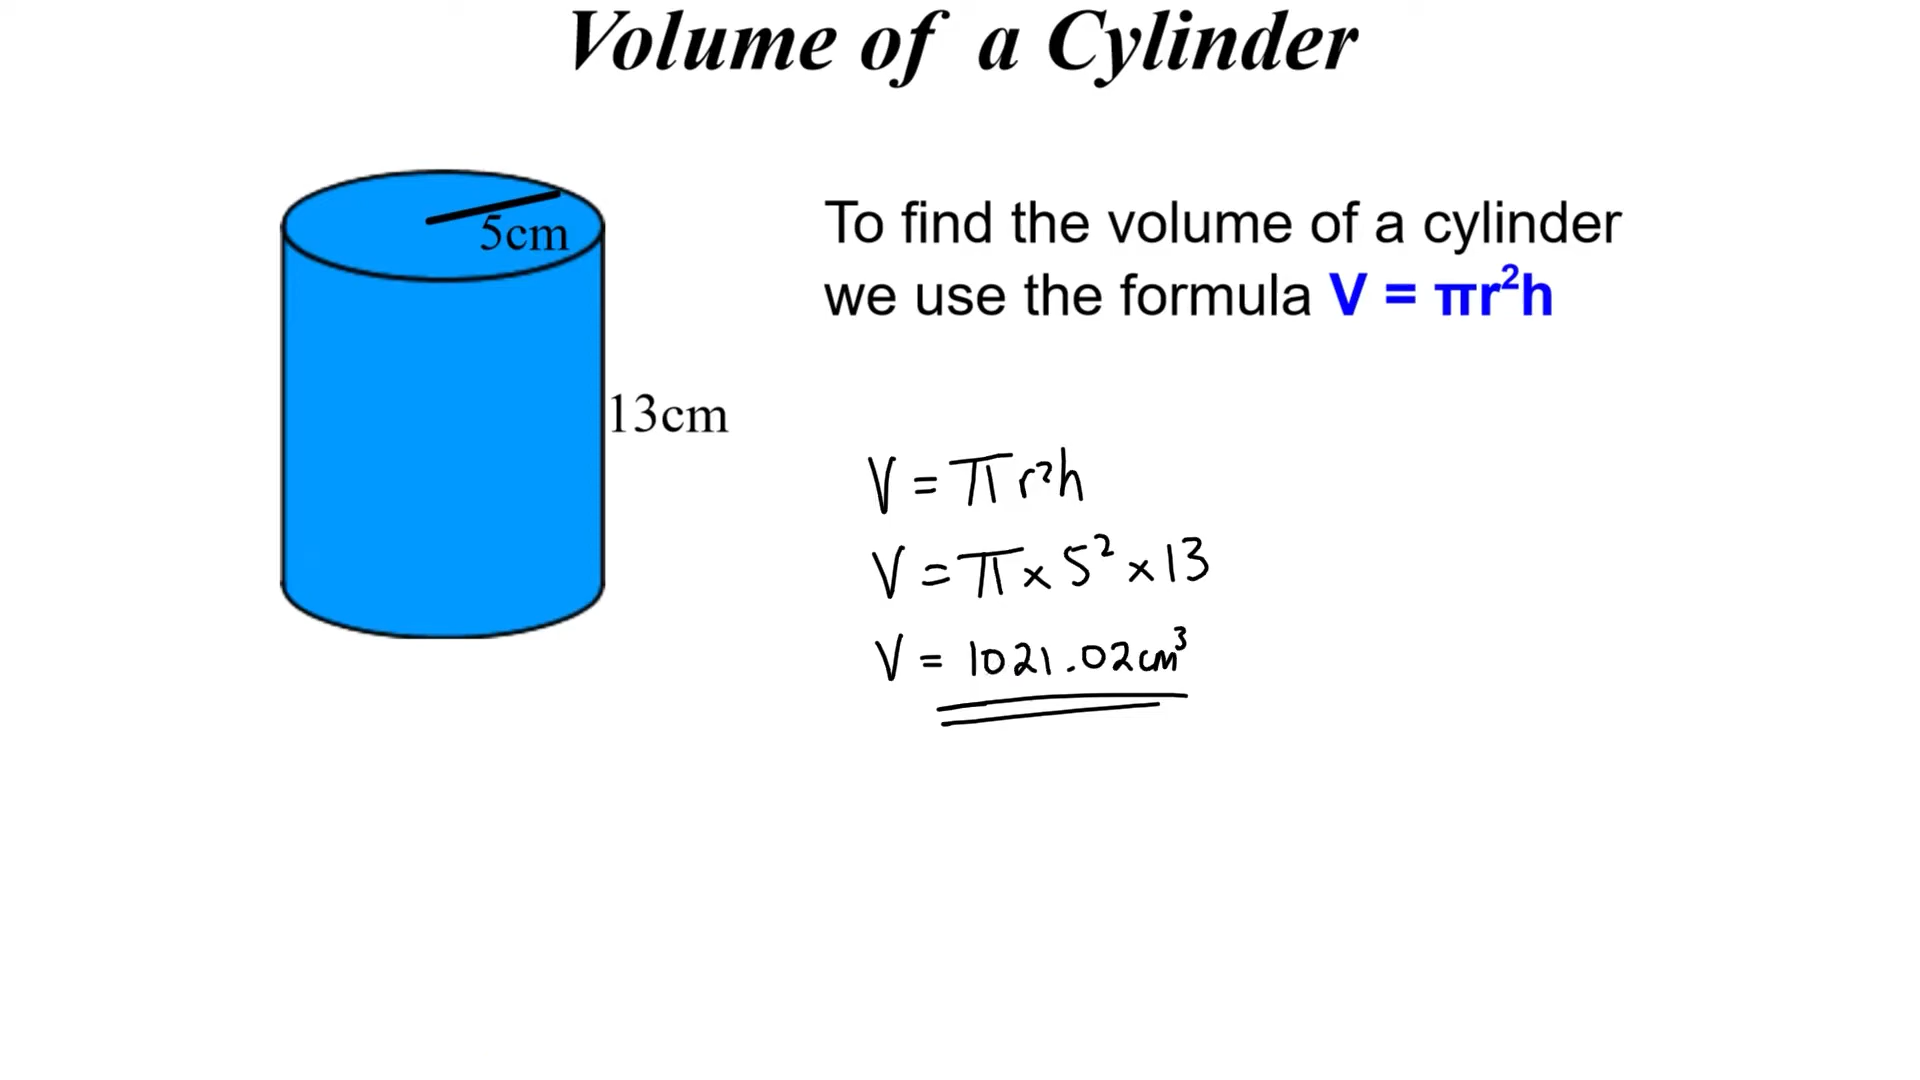 Volume of a Cylinder
5cm
13cm
To find the volume of a cylinder
we use the formula V = πr²h
V = πr²h
V = π × 5² × 13
V = 1021.02cm³